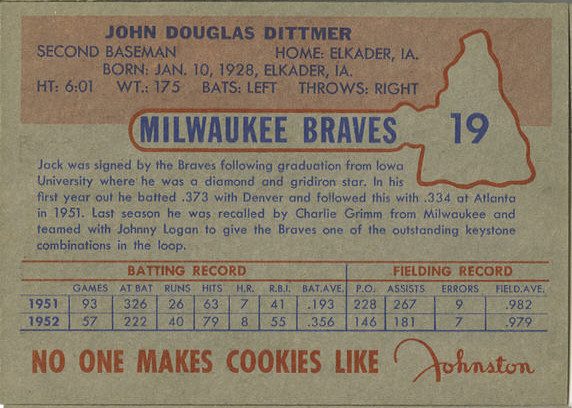 JOHN DOUGLAS DITTMER
SECOND BASEMAN HOME: ELKADER, IA.
BORN: JAN. 10, 1928, ELKADER, IA.
HT: 6:01 WT.: 175 BATS: LEFT THROWS: RIGHT
MILWAUKEE BRAVES 19
Jack was signed by the Braves following graduation from Iowa
University where he was a diamond and gridiron star. In his
first year out he batted .373 with Denver and followed this with .334 at Atlanta
in 1951. Last season he was recalled by Charlie Grimm from Milwaukee and
teamed with Johnny Logan to give the Braves one of the outstanding keystone
combinations in the loop.
BATTING RECORD FIELDING RECORD
GAMES AT BAT RUNS HITS H.R. R.B.I. BAT.AVE. P.O. ASSISTS ERRORS FIELD.AVE.
1951 93 326 26 63 7 41 .193 228 267 9 .982
1952 57 222 40 79 8 55 .356 146 181 7 .979
NO ONE MAKES COOKIES LIKE Johnston